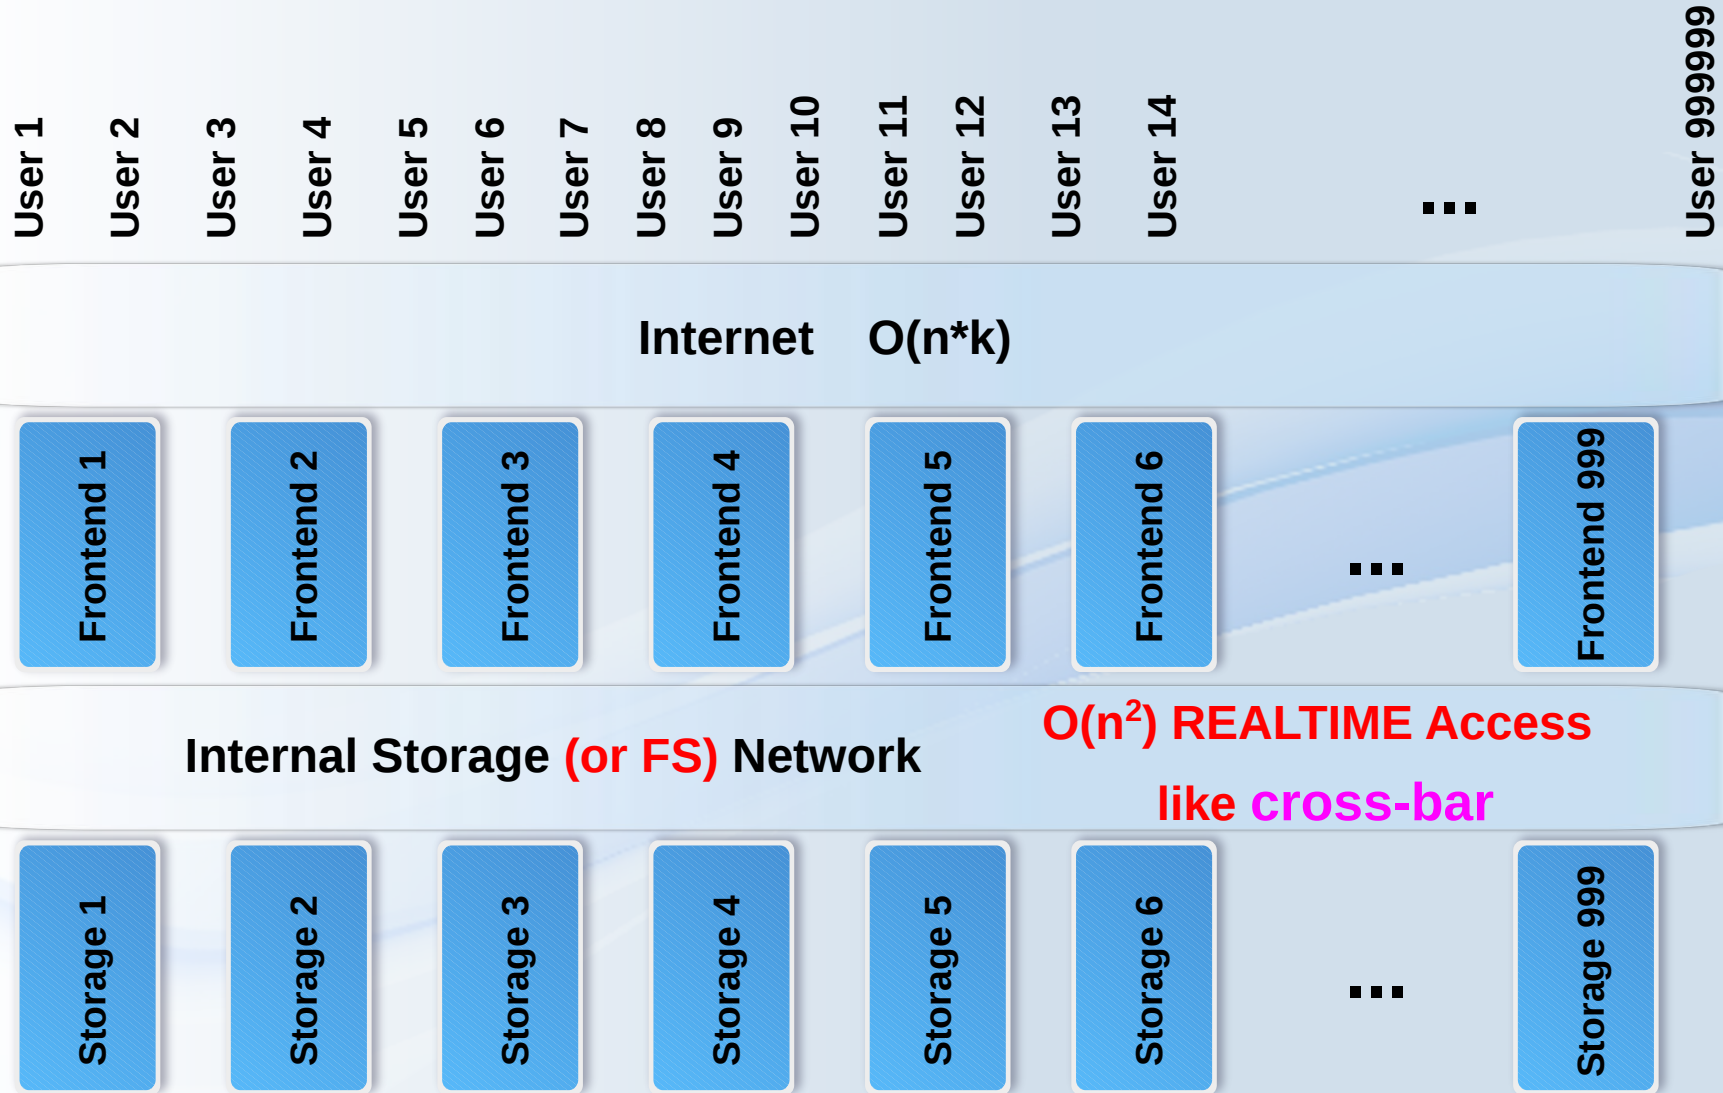 User 1
User 2
User 3
User 4
User 5
User 6
User 7
User 8
User 9
User 10
User 11
User 12
User 13
User 14
...
User 9999999
Internet O(n*k)
Frontend 1
Frontend 2
Frontend 3
Frontend 4
Frontend 5
Frontend 6
...
Frontend 999
Internal Storage (or FS) Network
O(n²) REALTIME Access
like cross-bar
Storage 1
Storage 2
Storage 3
Storage 4
Storage 5
Storage 6
...
Storage 999